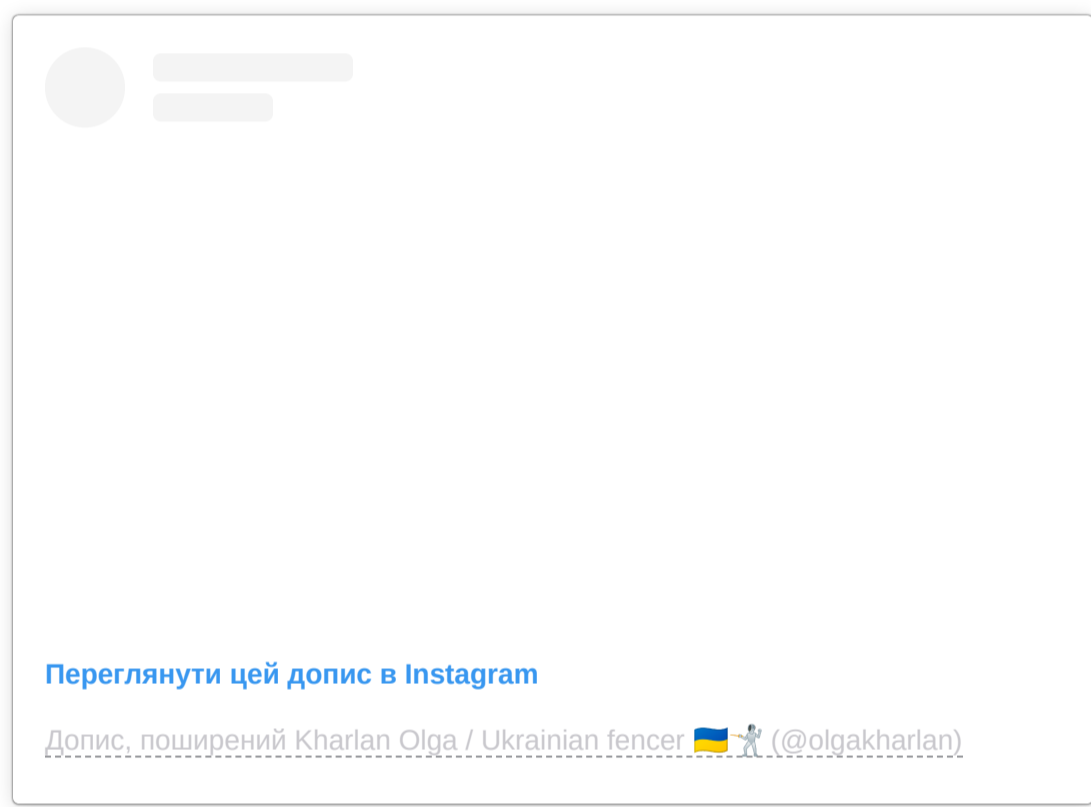 Переглянути цей допис в Instagram
Допис, поширений Kharlan Olga / Ukrainian fencer 🇺🇦🤺 (@olgakharlan)